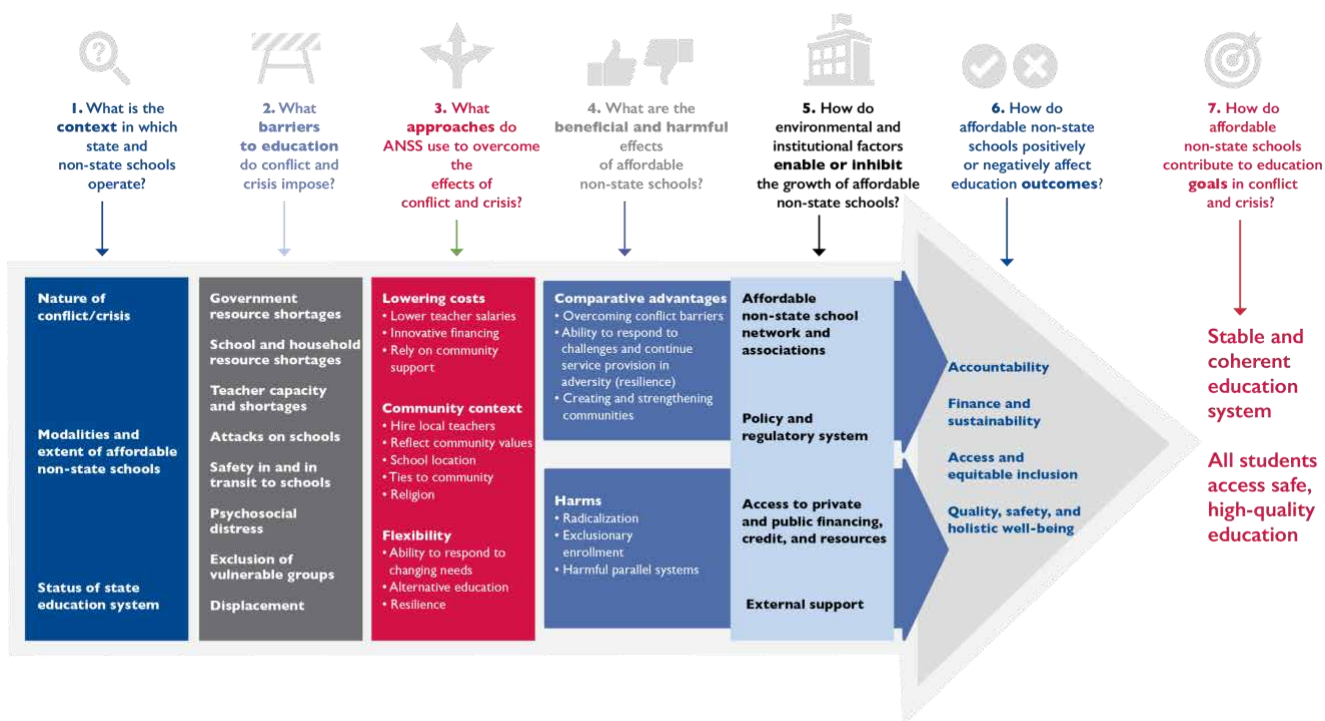 1. What is the
context in which
state and
non-state schools
operate?
2. What
barriers
to education
do conflict and
crisis impose?
3. What
approaches do
ANSS use to overcome
the
effects of
conflict and crisis?
4. What are the
beneficial and harmful
effects
of affordable
non-state schools?
5. How do
environmental and
institutional factors
enable or inhibit
the growth of affordable
non-state schools?
6. How do
affordable non-state
schools positively
or negatively affect
education outcomes?
7. How do
affordable
non-state schools
contribute to education
goals in conflict
and crisis?
Nature of
conflict/crisis
Modalities and
extent of affordable
non-state schools
Status of state
education system
Government
resource shortages
School and household
resource shortages
Teacher capacity
and shortages
Attacks on schools
Safety in and in
transit to schools
Psychosocial
distress
Exclusion of
vulnerable groups
Displacement
Lowering costs
• Lower teacher salaries
• Innovative financing
• Rely on community
support
Community context
• Hire local teachers
• Reflect community values
• School location
• Ties to community
• Religion
Flexibility
• Ability to respond to
changing needs
• Alternative education
• Resilience
Comparative advantages
• Overcoming conflict barriers
• Ability to respond to
challenges and continue
service provision in
adversity (resilience)
• Creating and strengthening
communities
Harms
• Radicalization
• Exclusionary
enrollment
• Harmful parallel systems
Affordable
non-state school
network and
associations
Policy and
regulatory system
Access to private
and public financing,
credit, and resources
External support
Accountability
Finance and
sustainability
Access and
equitable inclusion
Quality, safety, and
holistic well-being
Stable and
coherent
education
system
All students
access safe,
high-quality
education